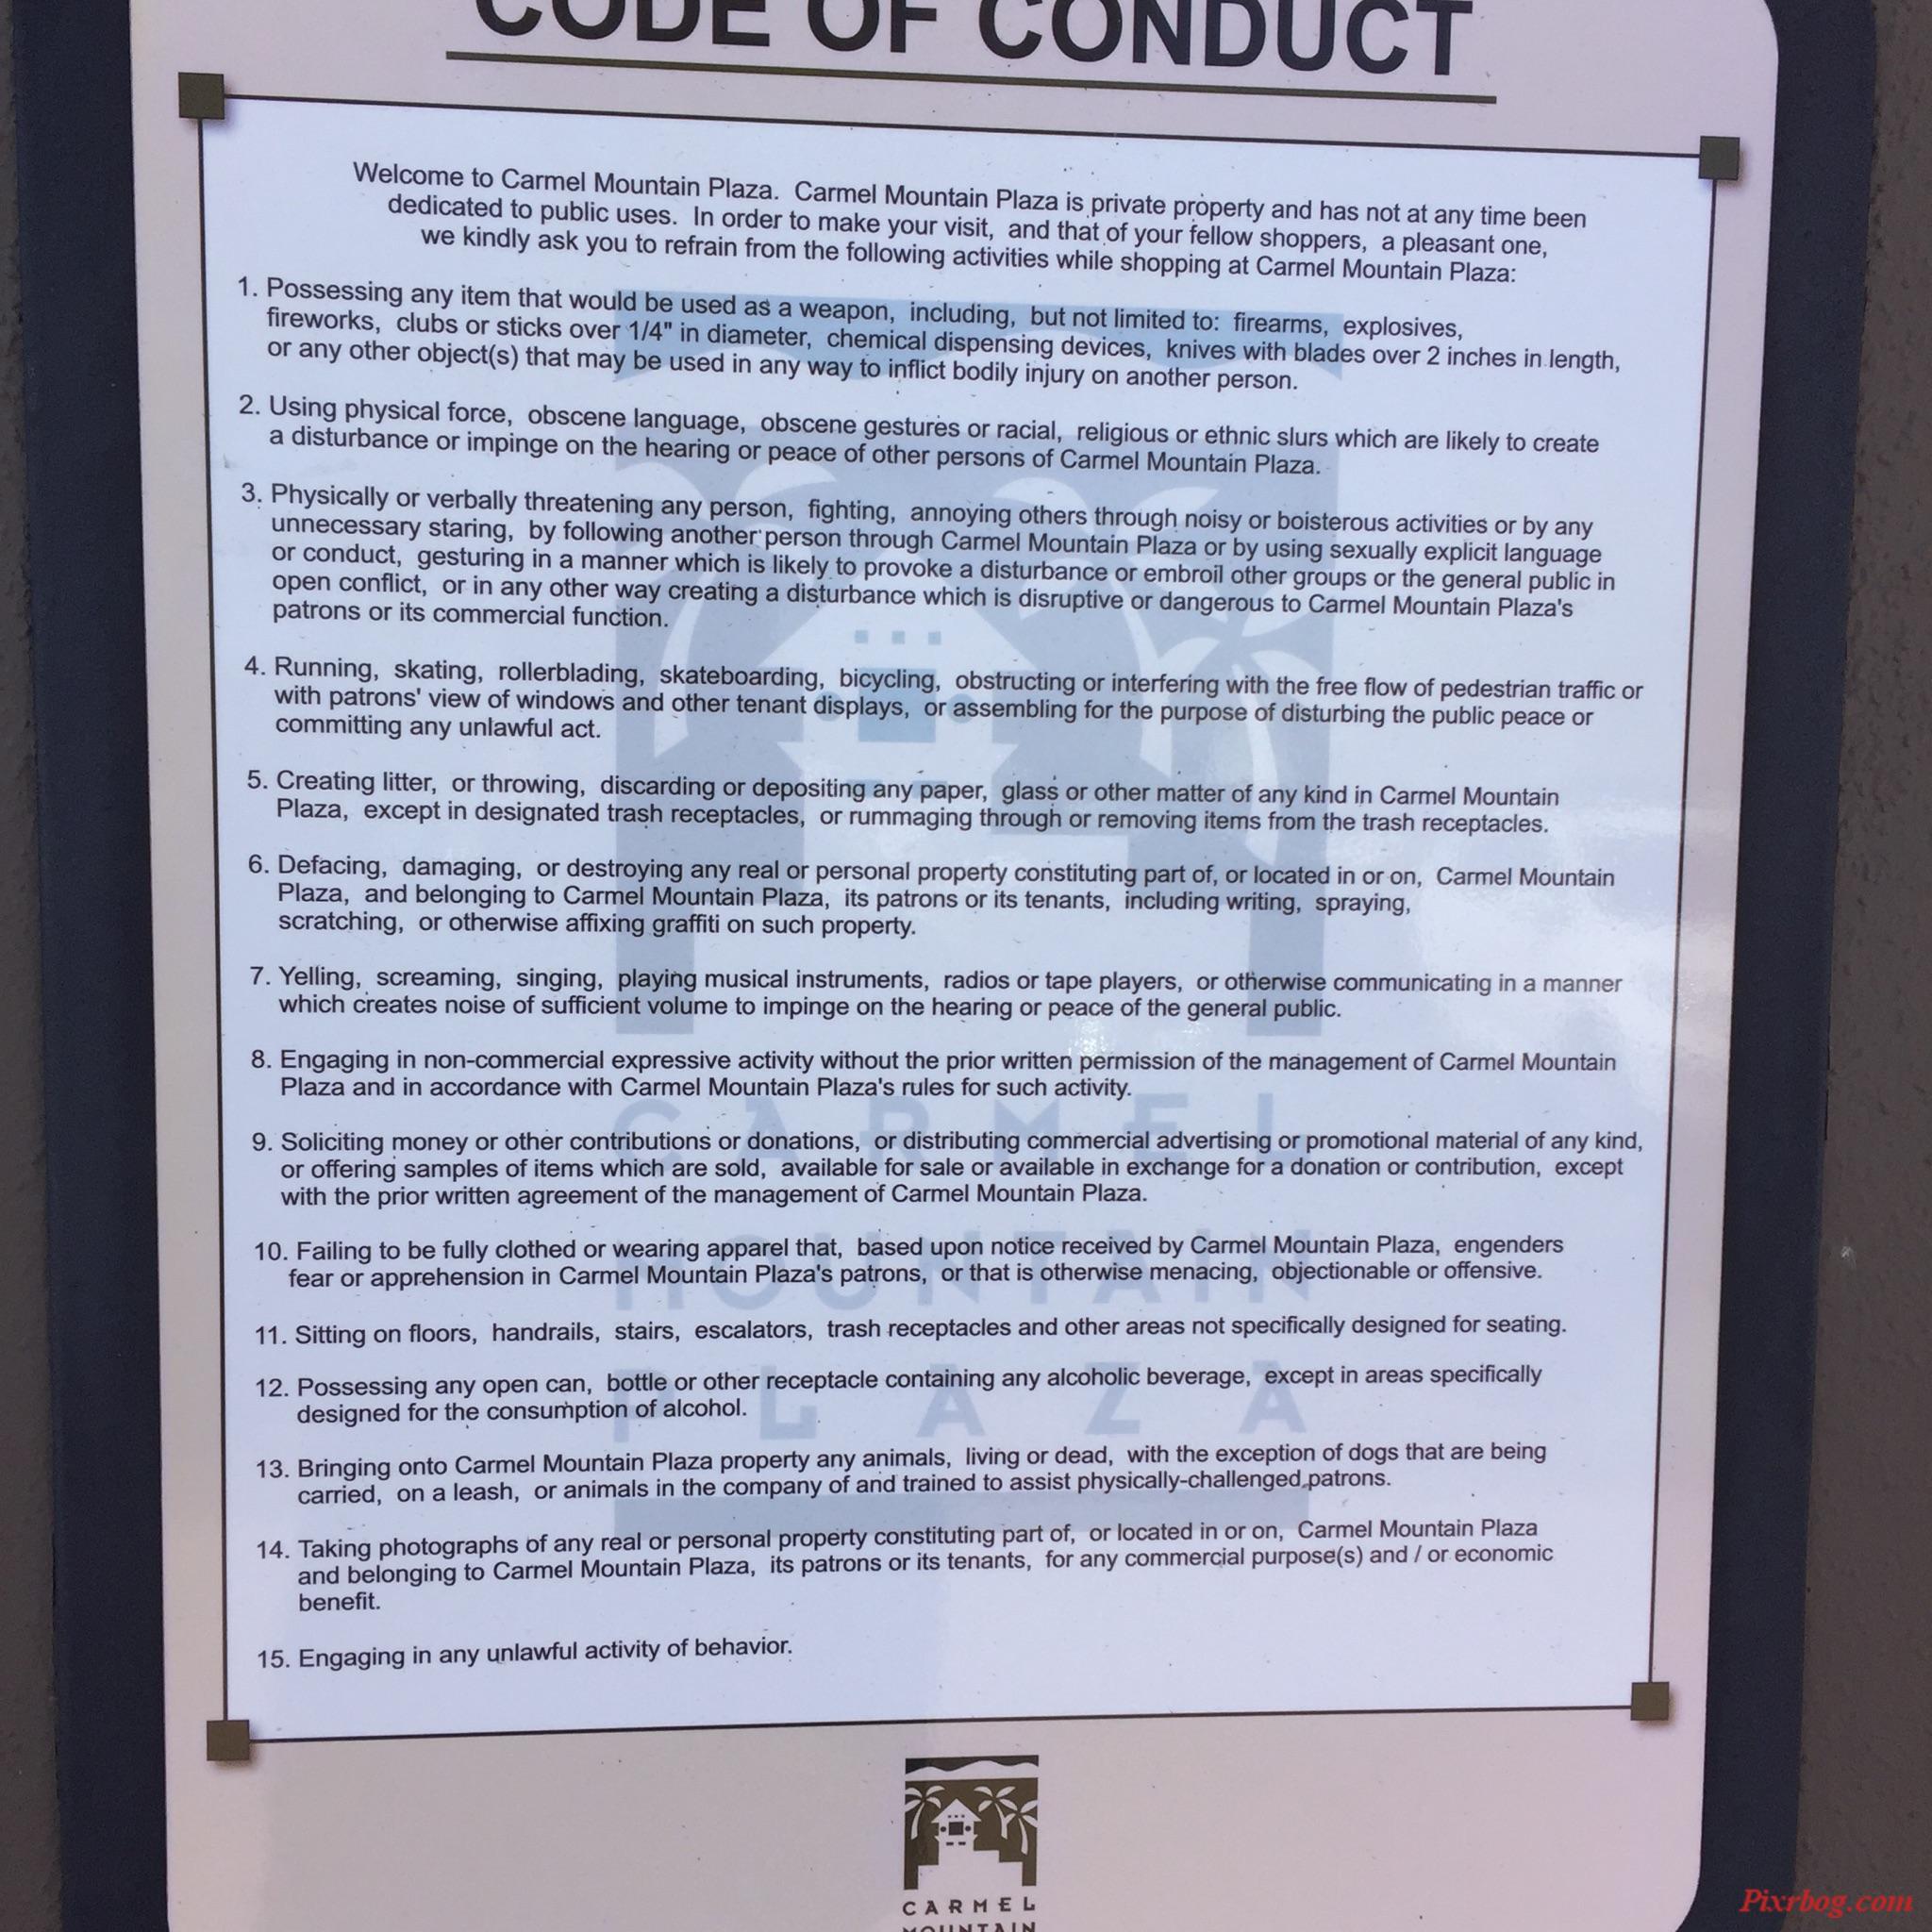 CODE OF CONDUCT
Welcome to Carmel Mountain Plaza. Carmel Mountain Plaza is private property and has not at any time been
dedicated to public uses. In order to make your visit, and that of your fellow shoppers, a pleasant one,
we kindly ask you to refrain from the following activities while shopping at Carmel Mountain Plaza:
1. Possessing any item that would be used as a weapon, including, but not limited to: firearms, explosives,
fireworks, clubs or sticks over 1/4" in diameter, chemical dispensing devices, knives with blades over 2 inches in length,
or any other object(s) that may be used in any way to inflict bodily injury on another person.
2. Using physical force, obscene language, obscene gestures or racial, religious or ethnic slurs which are likely to create
a disturbance or impinge on the hearing or peace of other persons of Carmel Mountain Plaza.
3. Physically or verbally threatening any person, fighting, annoying others through noisy or boisterous activities or by any
unnecessary staring, by following another person through Carmel Mountain Plaza or by using sexually explicit language
or conduct, gesturing in a manner which is likely to provoke a disturbance or embroil other groups or the general public in
open conflict, or in any other way creating a disturbance which is disruptive or dangerous to Carmel Mountain Plaza's
patrons or its commercial function.
4. Running, skating, rollerblading, skateboarding, bicycling, obstructing or interfering with the free flow of pedestrian traffic or
with patrons' view of windows and other tenant displays, or assembling for the purpose of disturbing the public peace or
committing any unlawful act.
5. Creating litter, or throwing, discarding or depositing any paper, glass or other matter of any kind in Carmel Mountain
Plaza, except in designated trash receptacles, or rummaging through or removing items from the trash receptacles.
6. Defacing, damaging, or destroying any real or personal property constituting part of, or located in or on, Carmel Mountain
Plaza, and belonging to Carmel Mountain Plaza, its patrons or its tenants, including writing, spraying,
scratching, or otherwise affixing graffiti on such property.
7. Yelling, screaming, singing, playing musical instruments, radios or tape players, or otherwise communicating in a manner
which creates noise of sufficient volume to impinge on the hearing or peace of the general public.
8. Engaging in non-commercial expressive activity without the prior written permission of the management of Carmel Mountain
Plaza and in accordance with Carmel Mountain Plaza's rules for such activity.
9. Soliciting money or other contributions or donations, or distributing commercial advertising or promotional material of any kind,
or offering samples of items which are sold, available for sale or available in exchange for a donation or contribution, except
with the prior written agreement of the management of Carmel Mountain Plaza.
10. Failing to be fully clothed or wearing apparel that, based upon notice received by Carmel Mountain Plaza, engenders
fear or apprehension in Carmel Mountain Plaza's patrons, or that is otherwise menacing, objectionable or offensive.
11. Sitting on floors, handrails, stairs, escalators, trash receptacles and other areas not specifically designed for seating.
12. Possessing any open can, bottle or other receptacle containing any alcoholic beverage, except in areas specifically
designed for the consumption of alcohol.
13. Bringing onto Carmel Mountain Plaza property any animals, living or dead, with the exception of dogs that are being
carried, on a leash, or animals in the company of and trained to assist physically-challenged patrons.
14. Taking photographs of any real or personal property constituting part of, or located in or on, Carmel Mountain Plaza
and belonging to Carmel Mountain Plaza, its patrons or its tenants, for any commercial purpose(s) and / or economic
benefit.
15. Engaging in any unlawful activity of behavior.
CARMEL
MOUNTAIN
PLAZA
CARMEL
MOUNTAIN
Pixrbog.com